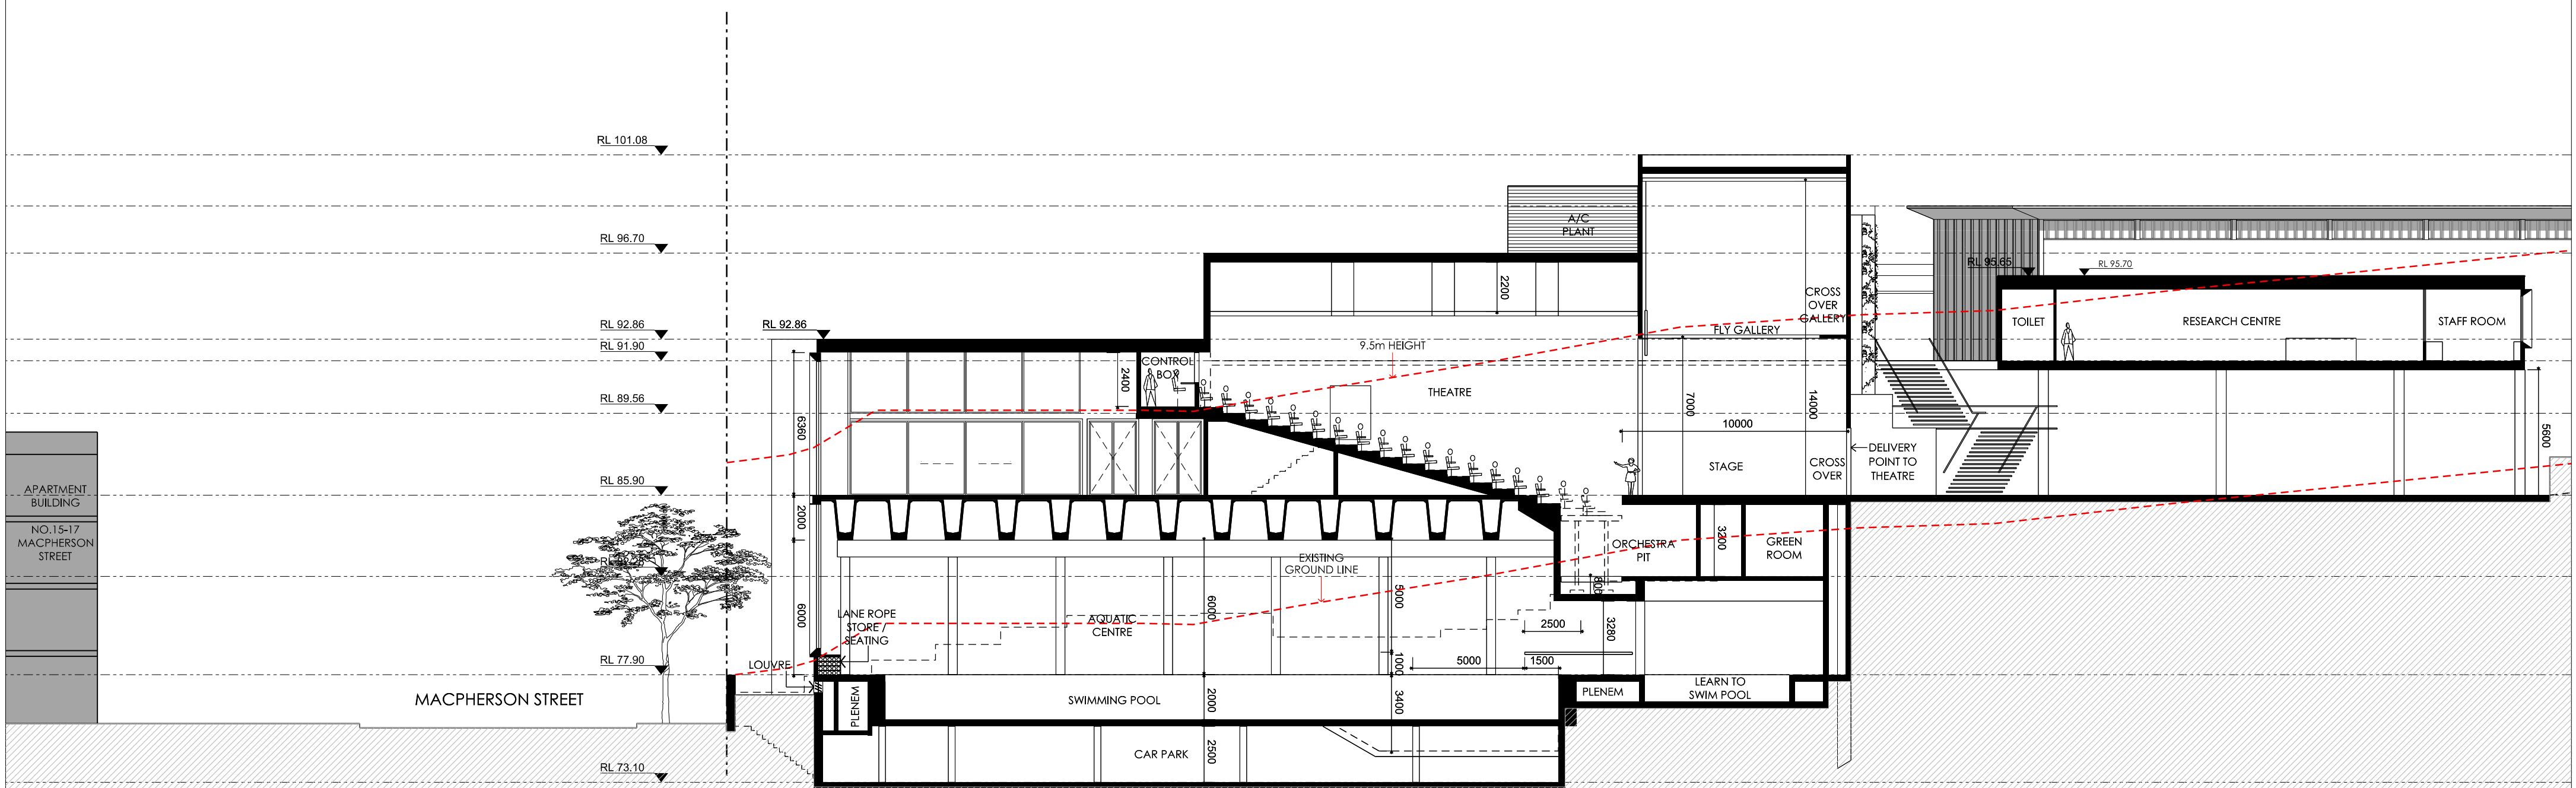 RL 101.08
RL 96.70
RL 92.86
RL 91.90
RL 89.56
RL 85.90
RL 77.90
RL 73.10
RL 92.86
APARTMENT
BUILDING
NO.15-17
MACPHERSON
STREET
MACPHERSON STREET
LOUVRE
LANE ROPE
STORE /
SEATING
6360
2000
6000
PLENEM
2400
CONTROL
BOX
9.5m HEIGHT
THEATRE
2200
A/C
PLANT
EXISTING
GROUND LINE
AQUATIC
CENTRE
6000
5000
1000
SWIMMING POOL
2000
3400
CAR PARK
2500
5000
1500
2500
3280
800
ORCHESTRA
PIT
3200
GREEN
ROOM
PLENEM
LEARN TO
SWIM POOL
FLY GALLERY
CROSS
OVER
GALLERY
7000
14000
10000
STAGE
CROSS
OVER
DELIVERY
POINT TO
THEATRE
RL 95.65
RL 95.70
TOILET
RESEARCH CENTRE
STAFF ROOM
5600